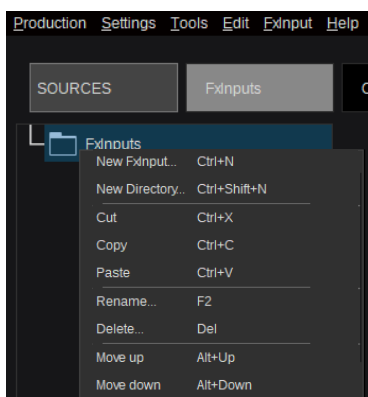 Production Settings Tools Edit FxInput Help
SOURCES FxInputs
FxInputs
New FxInput... Ctrl+N
New Directory... Ctrl+Shift+N
Cut Ctrl+X
Copy Ctrl+C
Paste Ctrl+V
Rename... F2
Delete... Del
Move up Alt+Up
Move down Alt+Down